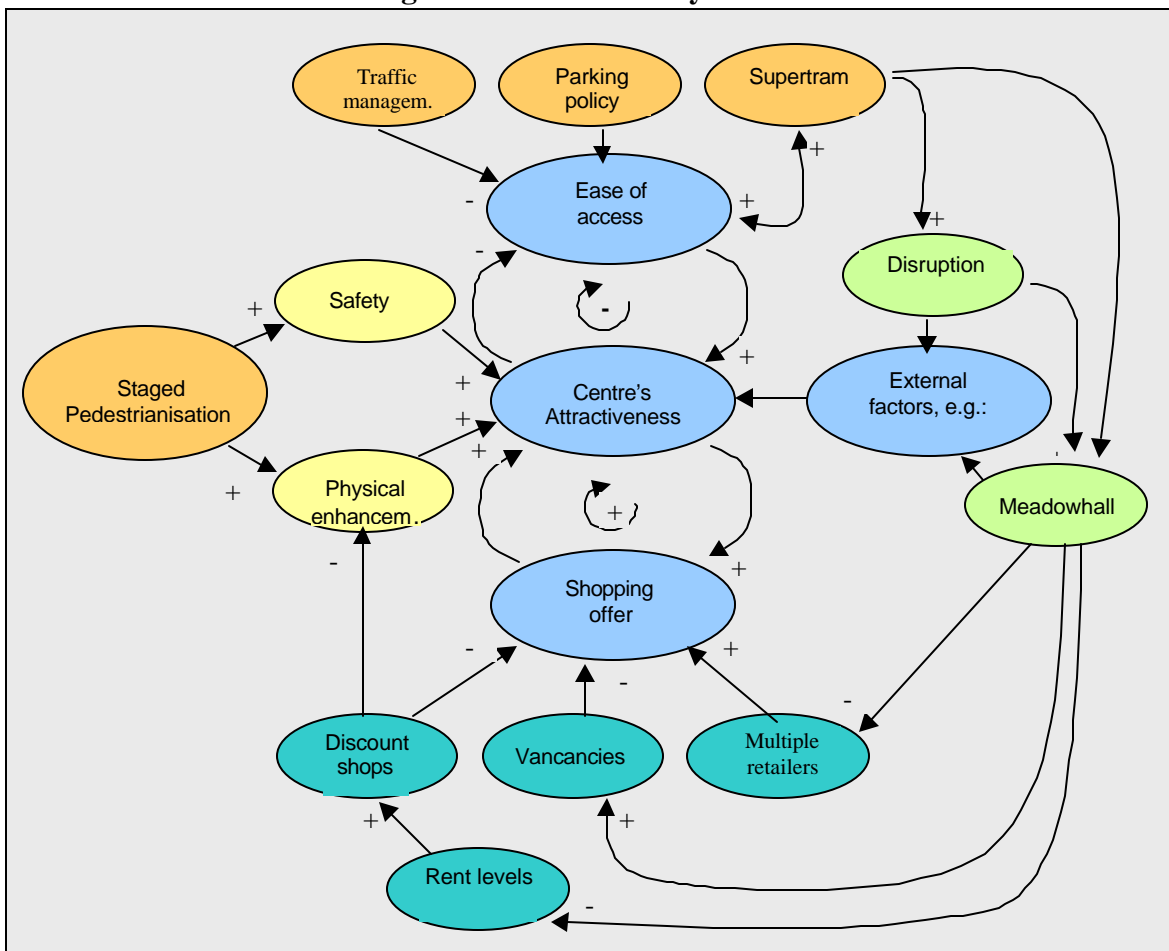 Traffic
managem.
Parking
policy
Supertram
+
Ease of
access
-
+
-
+
Disruption
Safety
+
-
+
Staged
Pedestrianisation
Centre's
Attractiveness
External
factors, e.g.:
+
+
+
+
Physical
enhancem.
Meadowhall
+
-
+
Shopping
offer
-
+
-
-
Discount
shops
Vancancies
Multiple
retailers
+
+
Rent levels
-